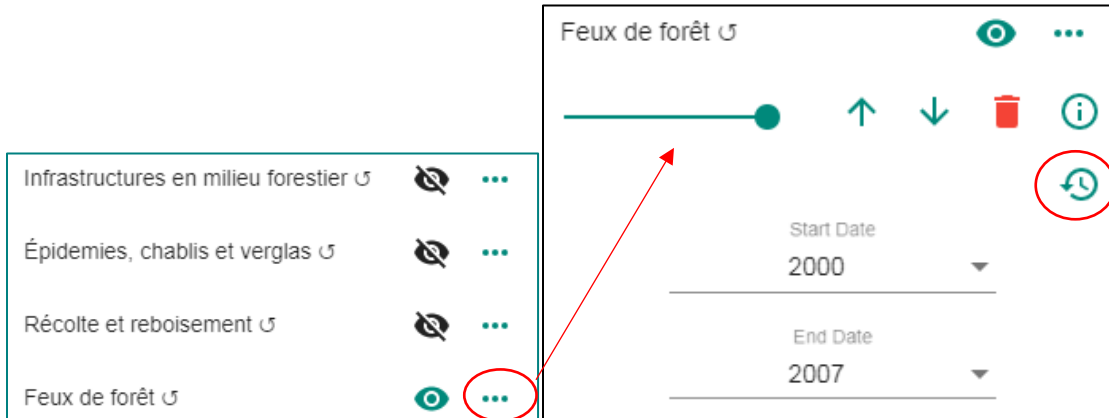 Infrastructures en milieu forestier ↺
Épidemies, chablis et verglas ↺
Récolte et reboisement ↺
Feux de forêt ↺
Feux de forêt ↺
Start Date
2000
End Date
2007